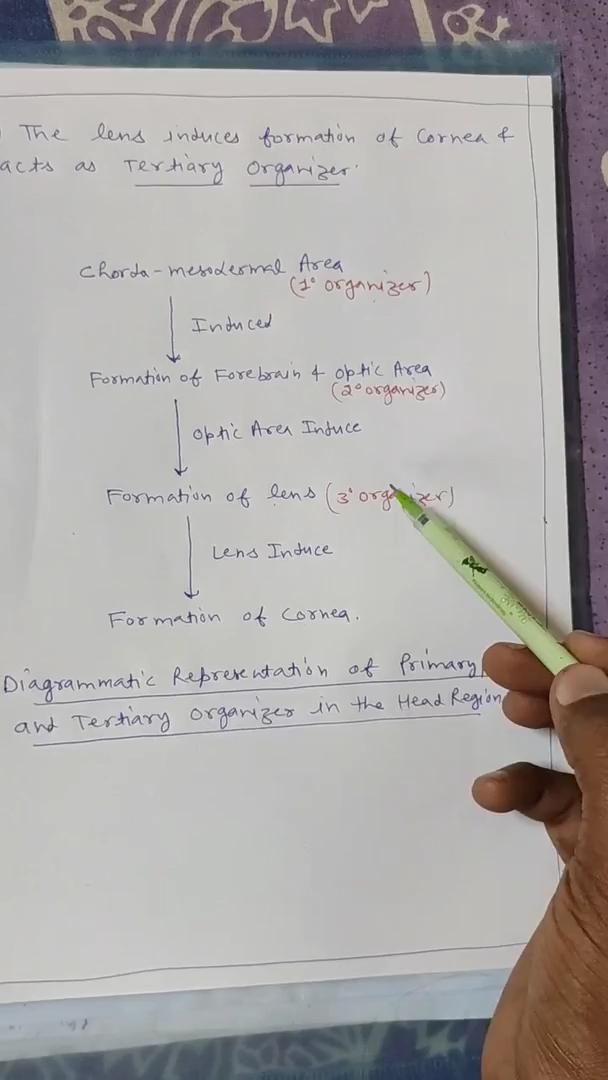 The lens induces formation of Cornea &
acts as Tertiary Organizer.
Chorda-mesodermal Area
(1° organizer)
Induced
Formation of Forebrain & optic Area
(2° organizer)
Optic Area Induce
Formation of lens (3° organizer)
Lens Induce
Formation of Cornea.
Diagrammatic Representation of Primary,
and Tertiary Organizer in the Head Region